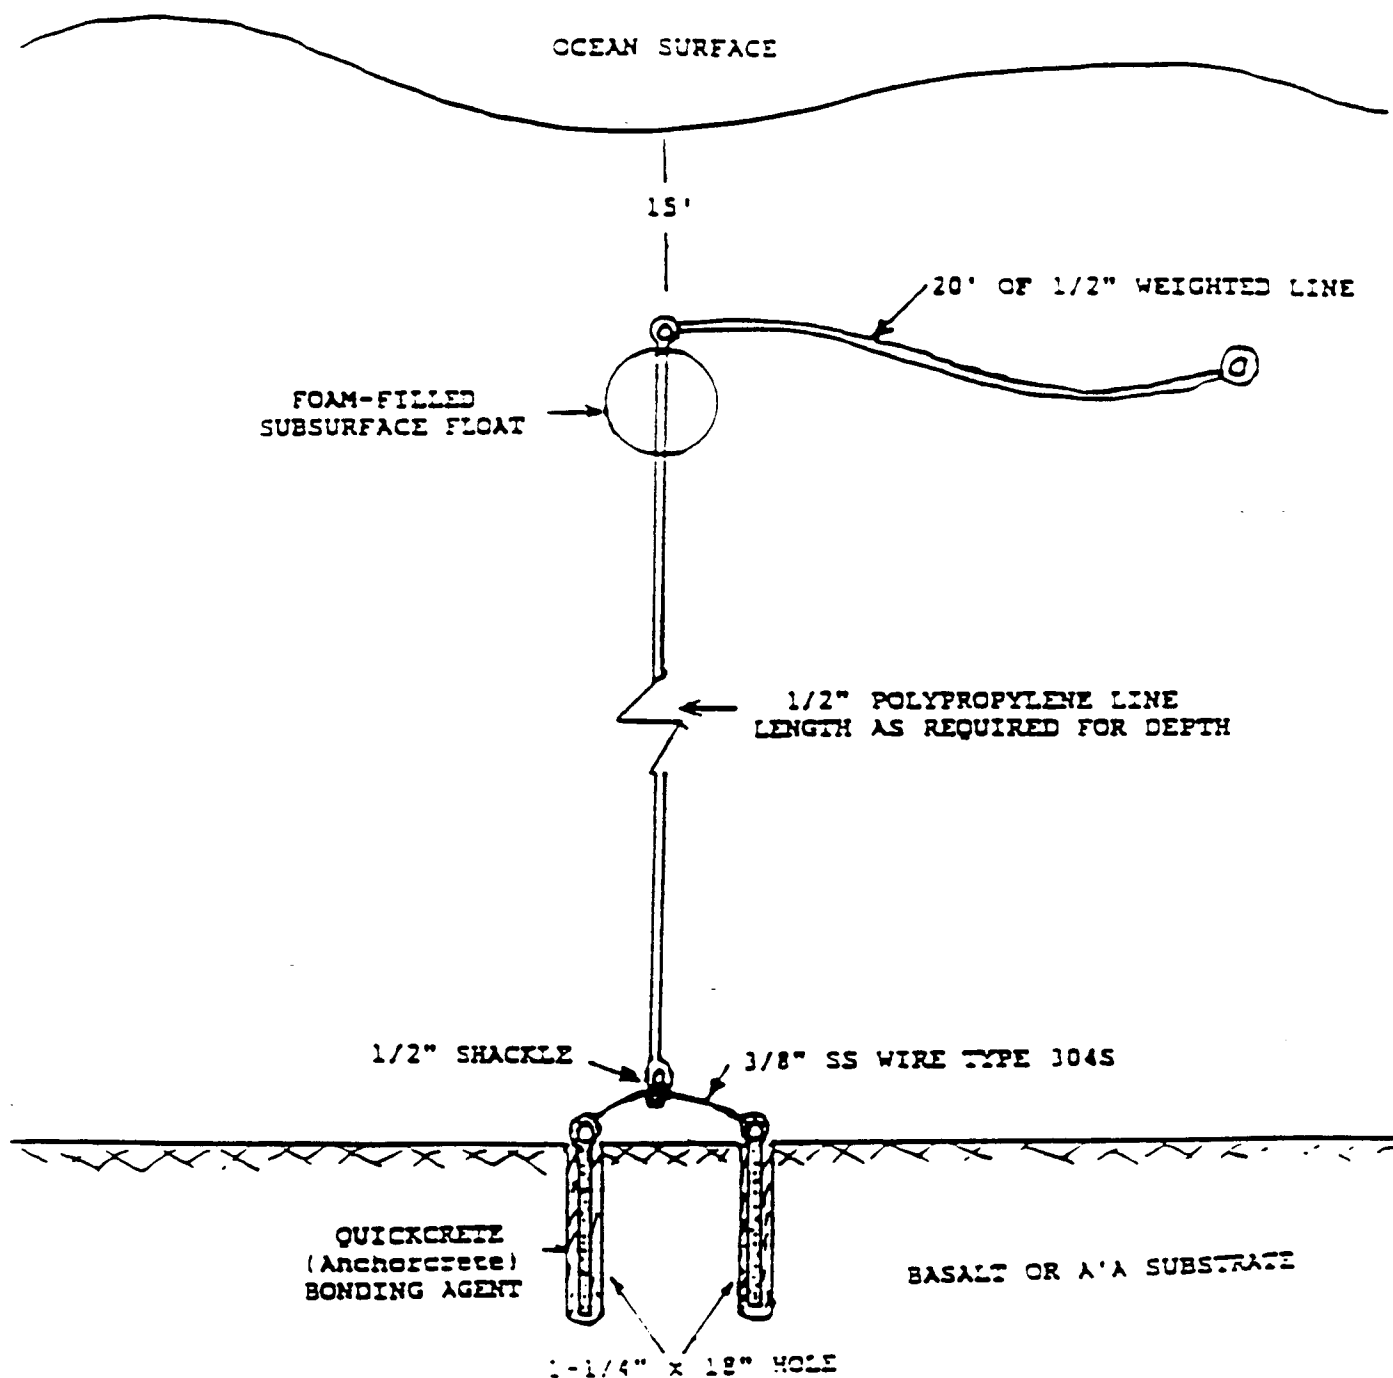 OCEAN SURFACE
15'
20' OF 1/2" WEIGHTED LINE
FOAM-FILLED
SUBSURFACE FLOAT
1/2" POLYPROPYLENE LINE
LENGTH AS REQUIRED FOR DEPTH
1/2" SHACKLE
3/8" SS WIRE TYPE 304S
QUICKCRETE
(Anchorcrete)
BONDING AGENT
BASALT OR A'A SUBSTRATE
1-1/4" x 18" HOLE